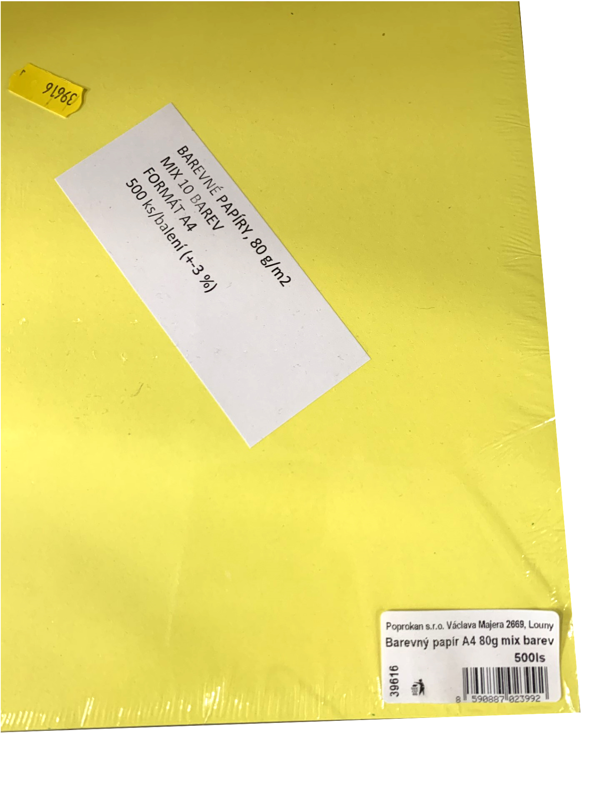 39616
BAREVNÉ PAPÍRY, 80 g/m2
MIX 10 BAREV
FORMÁT A4
500 ks/balení (+-3 %)
Poprokan s.r.o. Václava Majera 2669, Louny
Barevný papír A4 80g mix barev
500ls
39616
8 590887 023992